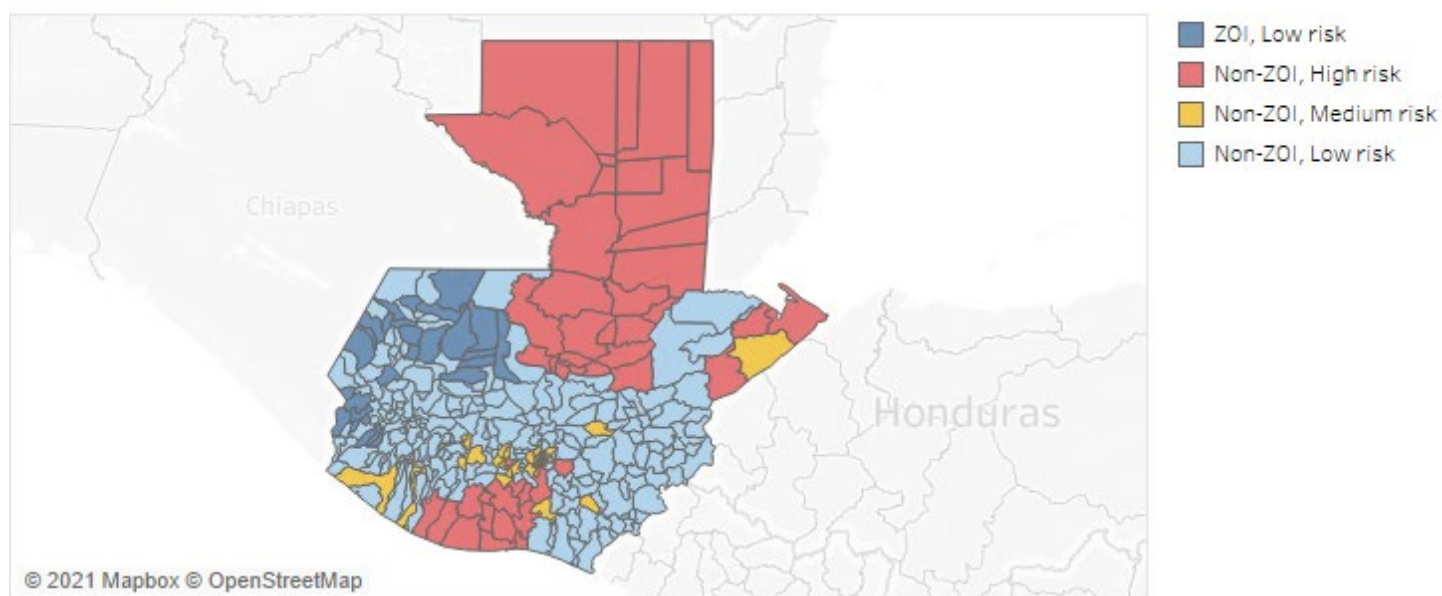 ZOI, Low risk
Non-ZOI, High risk
Non-ZOI, Medium risk
Non-ZOI, Low risk
Chiapas
Honduras
© 2021 Mapbox © OpenStreetMap